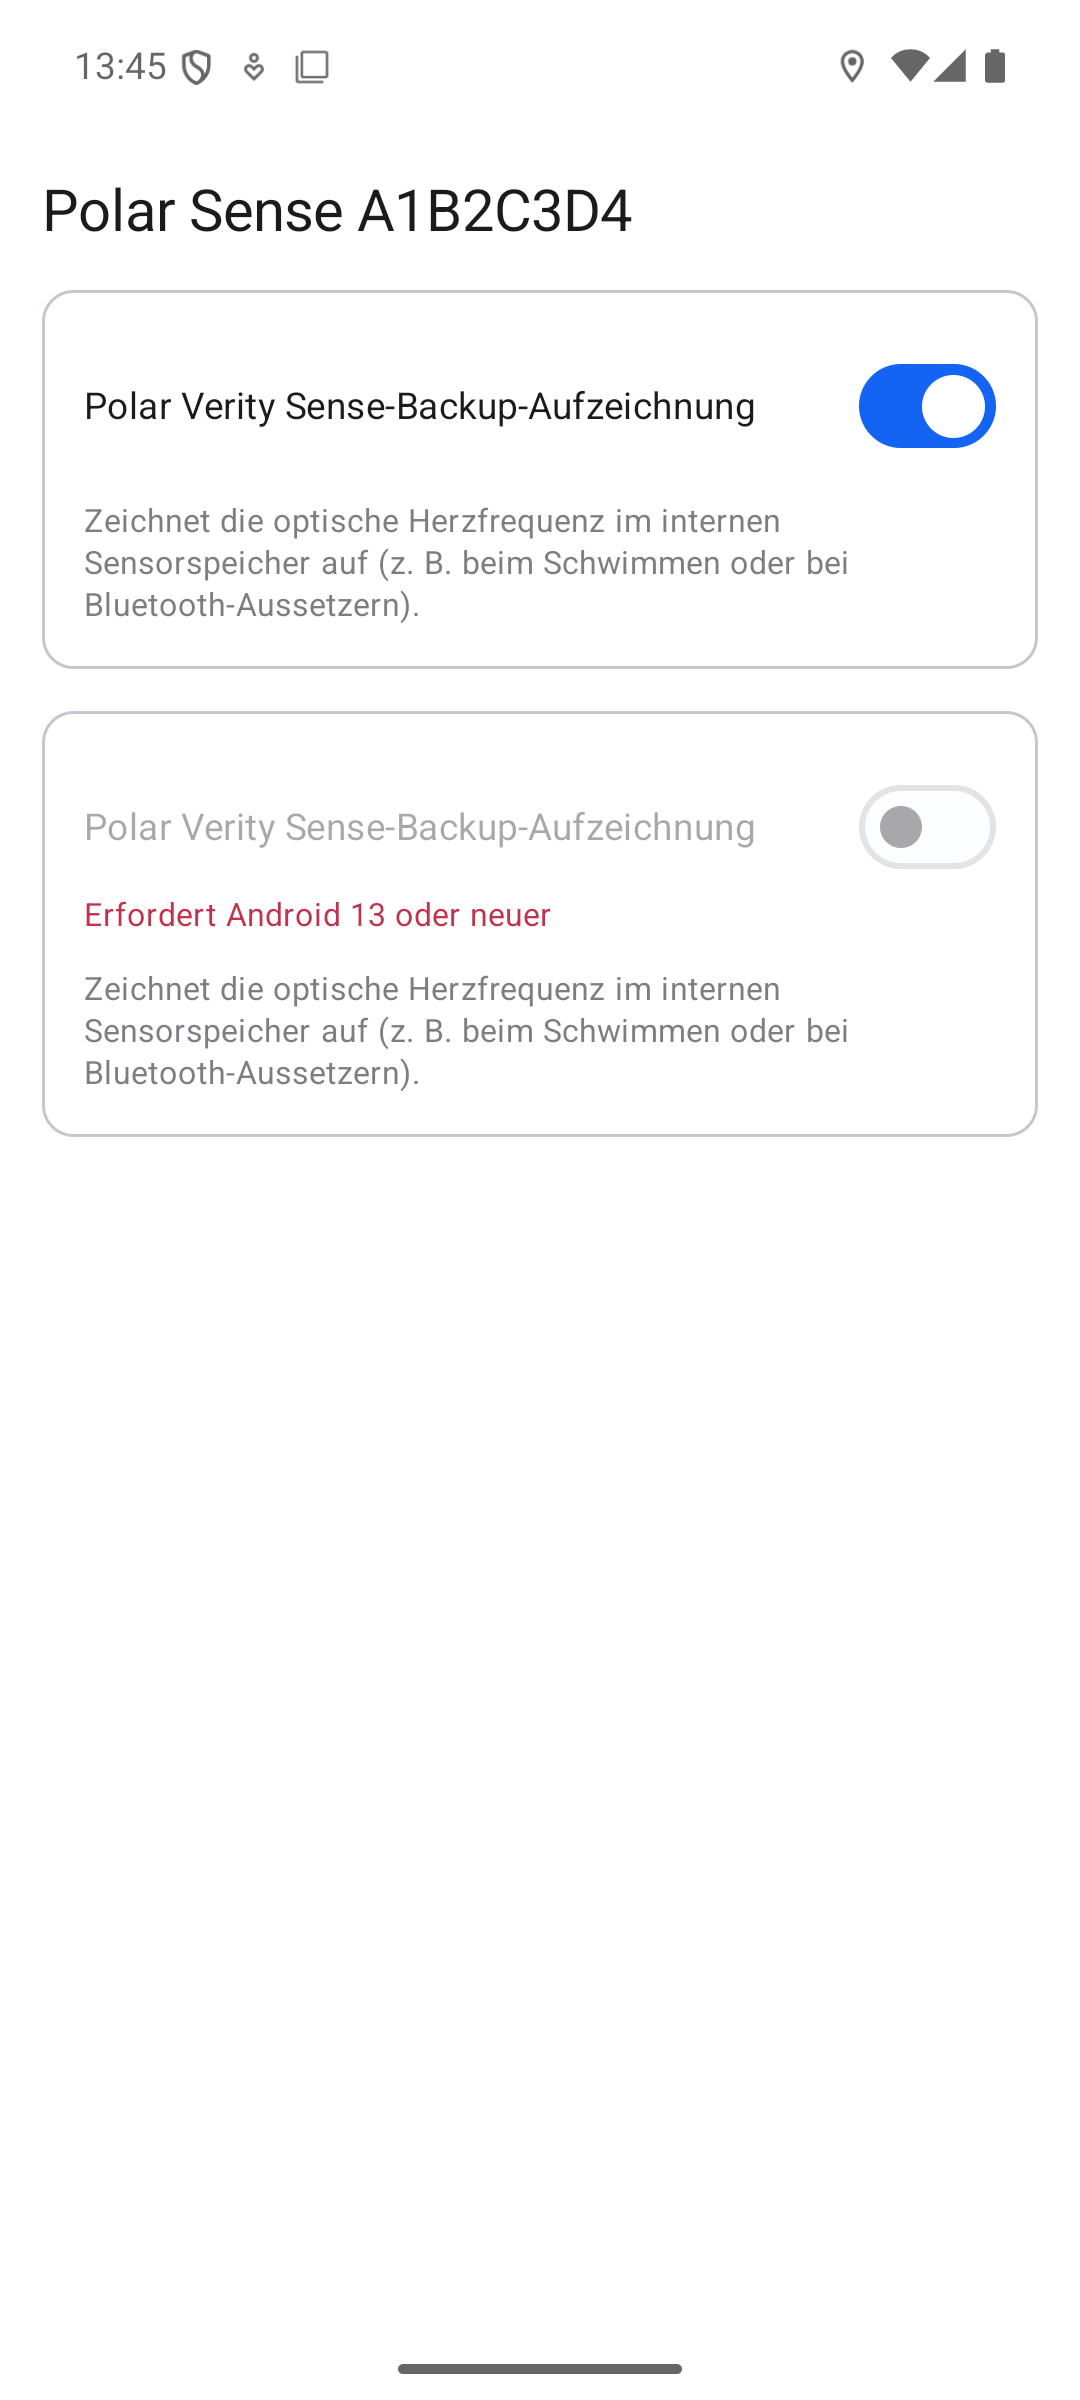 13:45
Polar Sense A1B2C3D4
Polar Verity Sense-Backup-Aufzeichnung
Zeichnet die optische Herzfrequenz im internen
Sensorspeicher auf (z. B. beim Schwimmen oder bei
Bluetooth-Aussetzern).
Polar Verity Sense-Backup-Aufzeichnung
Erfordert Android 13 oder neuer
Zeichnet die optische Herzfrequenz im internen
Sensorspeicher auf (z. B. beim Schwimmen oder bei
Bluetooth-Aussetzern).